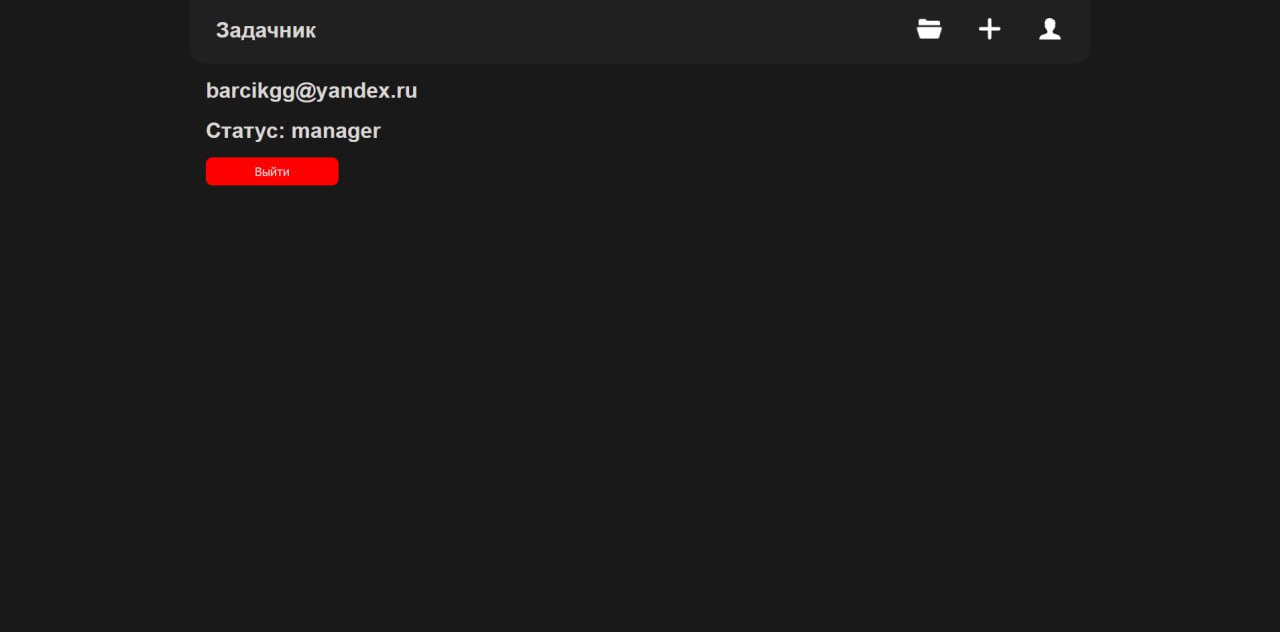 Задачник
barcikgg@yandex.ru
Статус: manager
Выйти